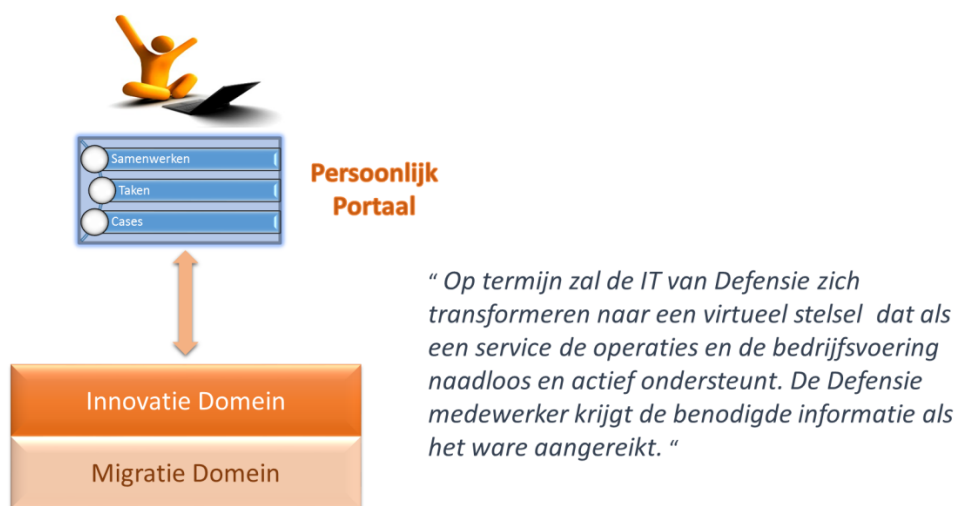 Samenwerken
Taken
Cases
Persoonlijk
Portaal
Innovatie Domein
Migratie Domein
“ Op termijn zal de IT van Defensie zich
transformeren naar een virtueel stelsel dat als
een service de operaties en de bedrijfsvoering
naadloos en actief ondersteunt. De Defensie
medewerker krijgt de benodigde informatie als
het ware aangereikt. “